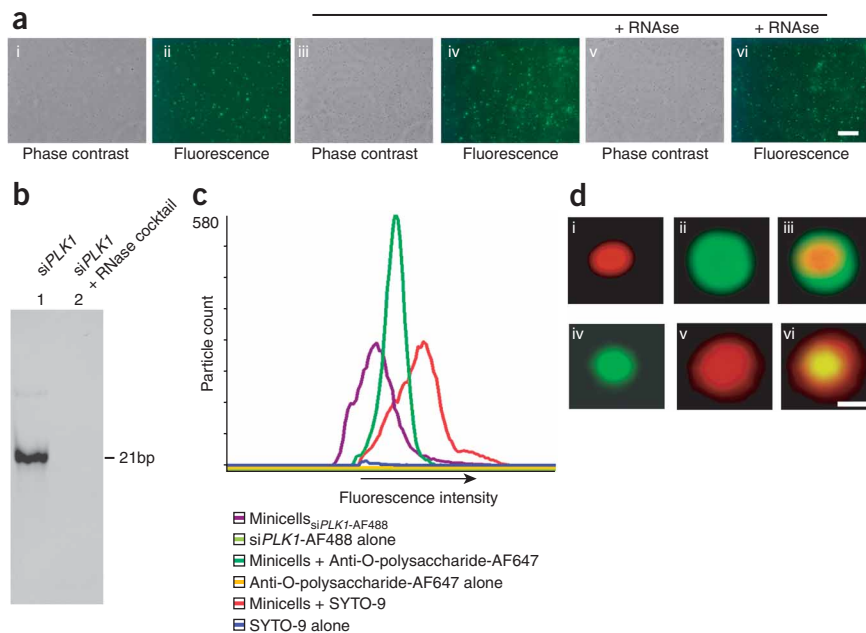 a
+ RNAse
+ RNase
i
ii
iii
iv
v
vi
Phase contrast
Fluorescence
Phase contrast
Fluorescence
Phase contrast
Fluorescence
b
siPLK1
siPLK1
+ RNase cocktail
1
2
21bp
c
580
Particle count
Fluorescence intensity
Minicells siPLK1-AF488
siPLK1-AF488 alone
Minicells + Anti-O-polysaccharide-AF647
Anti-O-polysaccharide-AF647 alone
Minicells + SYTO-9
SYTO-9 alone
d
i
ii
iii
iv
v
vi